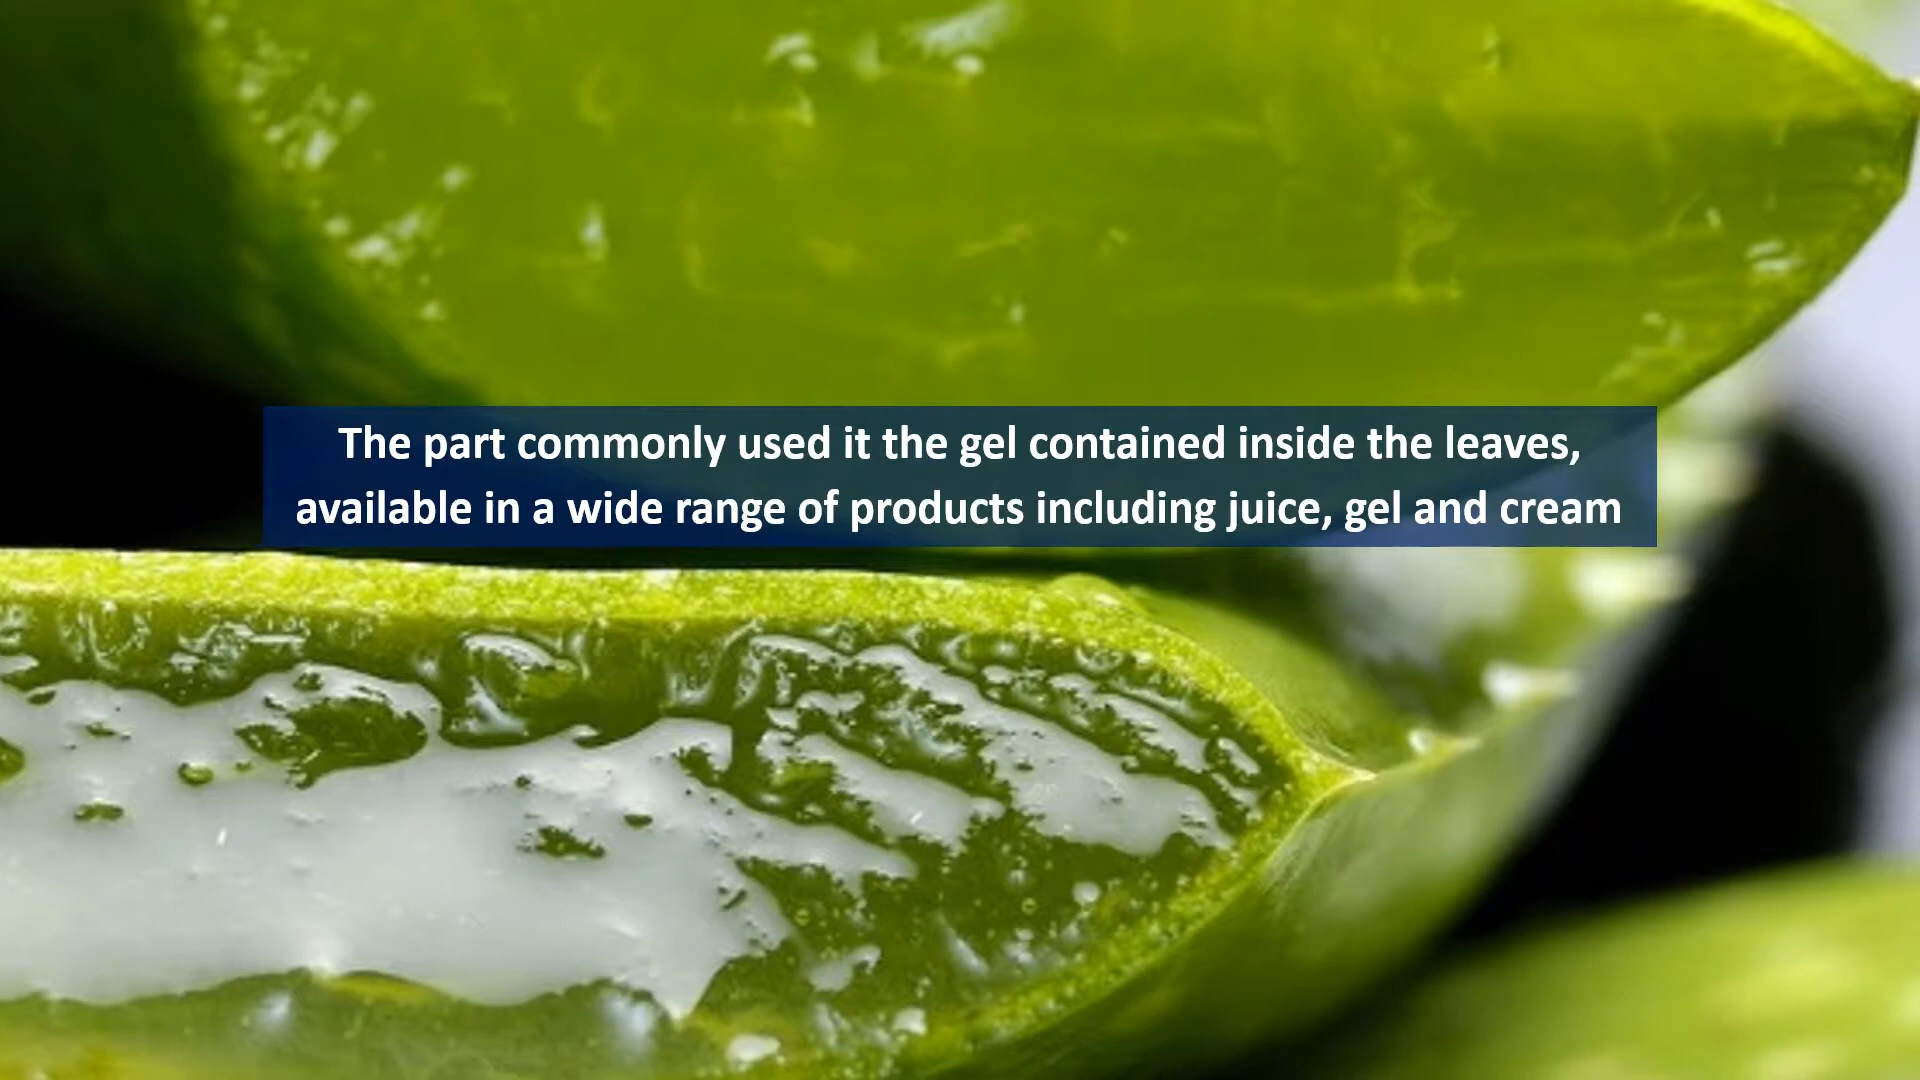 The part commonly used it the gel contained inside the leaves,
available in a wide range of products including juice, gel and cream